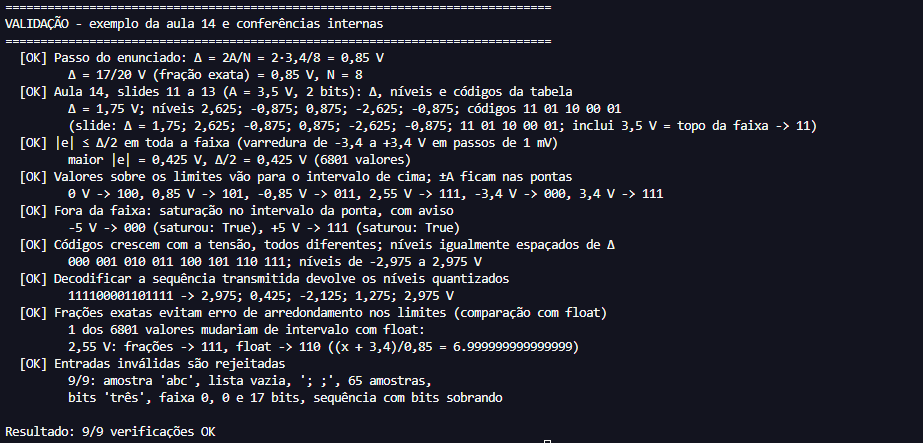 ======================================================================
VALIDAÇÃO - exemplo da aula 14 e conferências internas
======================================================================
[OK] Passo do enunciado: Δ = 2A/N = 2·3,4/8 = 0,85 V
Δ = 17/20 V (fração exata) = 0,85 V, N = 8
[OK] Aula 14, slides 11 a 13 (A = 3,5 V, 2 bits): Δ, níveis e códigos da tabela
Δ = 1,75 V; níveis 2,625; -0,875; 0,875; -2,625; -0,875; códigos 11 01 10 00 01
(slide: Δ = 1,75; 2,625; -0,875; 0,875; -2,625; -0,875; 11 01 10 00 01; inclui 3,5 V = topo da faixa -> 11)
[OK] |e| ≤ Δ/2 em toda a faixa (varredura de -3,4 a +3,4 V em passos de 1 mV)
maior |e| = 0,425 V, Δ/2 = 0,425 V (6801 valores)
[OK] Valores sobre os limites vão para o intervalo de cima; ±A ficam nas pontas
0 V -> 100, 0,85 V -> 101, -0,85 V -> 011, 2,55 V -> 111, -3,4 V -> 000, 3,4 V -> 111
[OK] Fora da faixa: saturação no intervalo da ponta, com aviso
-5 V -> 000 (saturou: True), +5 V -> 111 (saturou: True)
[OK] Códigos crescem com a tensão, todos diferentes; níveis igualmente espaçados de Δ
000 001 010 011 100 101 110 111; níveis de -2,975 a 2,975 V
[OK] Decodificar a sequência transmitida devolve os níveis quantizados
111100001101111 -> 2,975; 0,425; -2,125; 1,275; 2,975 V
[OK] Frações exatas evitam erro de arredondamento nos limites (comparação com float)
1 dos 6801 valores mudariam de intervalo com float:
2,55 V: frações -> 111, float -> 110 ((x + 3,4)/0,85 = 6.999999999999999)
[OK] Entradas inválidas são rejeitadas
9/9: amostra 'abc', lista vazia, '; ;', 65 amostras,
bits 'três', faixa 0, 0 e 17 bits, sequência com bits sobrando
Resultado: 9/9 verificações OK